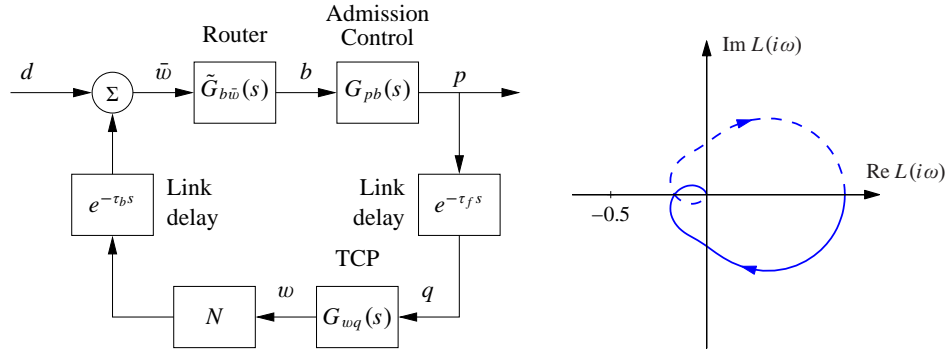 Router
Admission
Control
d
Σ
w̄
G̃_{bw̄}(s)
b
G_{pb}(s)
p
e^{−τ_b s}
Link
delay
Link
delay
e^{−τ_f s}
TCP
N
w
G_{wq}(s)
q
Im L(iω)
Re L(iω)
−0.5